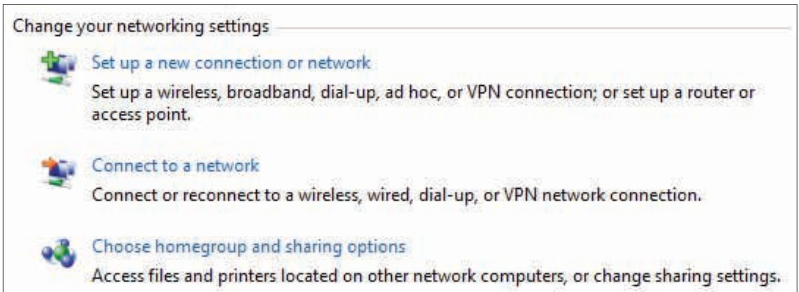 Change your networking settings
Set up a new connection or network
Set up a wireless, broadband, dial-up, ad hoc, or VPN connection; or set up a router or
access point.
Connect to a network
Connect or reconnect to a wireless, wired, dial-up, or VPN network connection.
Choose homegroup and sharing options
Access files and printers located on other network computers, or change sharing settings.